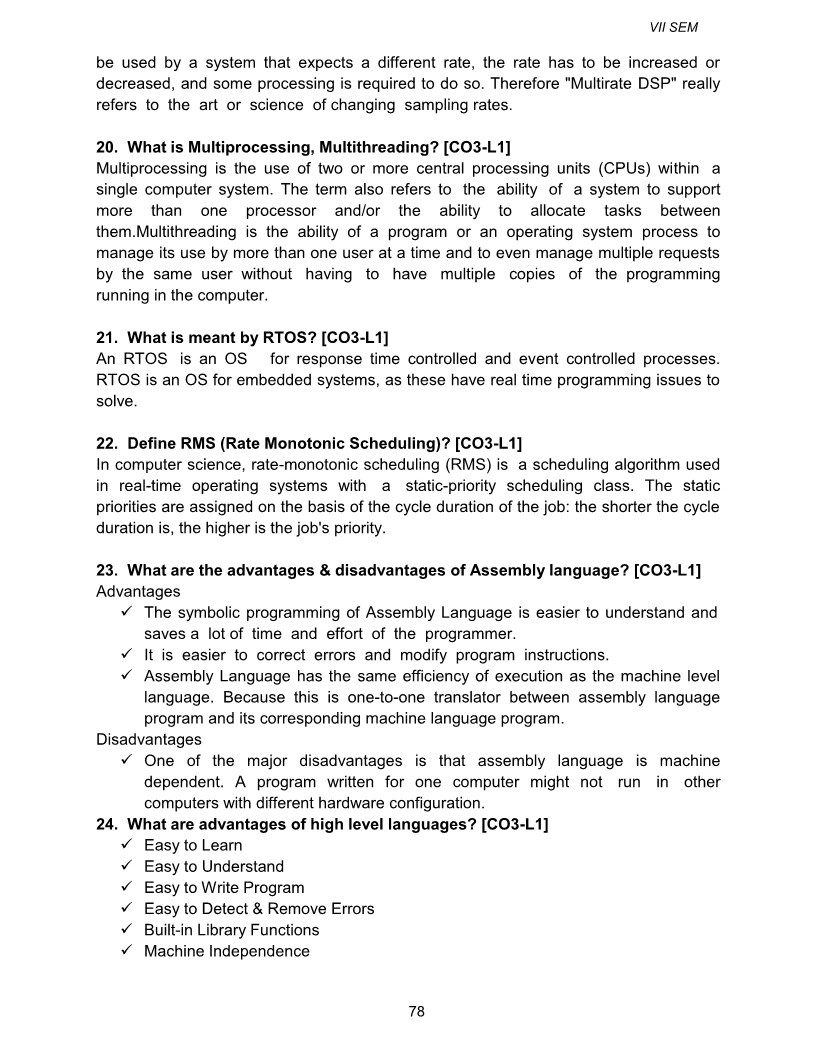 VII SEM
be used by a system that expects a different rate, the rate has to be increased or
decreased, and some processing is required to do so. Therefore "Multirate DSP" really
refers to the art or science of changing sampling rates.
20. What is Multiprocessing, Multithreading? [CO3-L1]
Multiprocessing is the use of two or more central processing units (CPUs) within a
single computer system. The term also refers to the ability of a system to support
more than one processor and/or the ability to allocate tasks between
them.Multithreading is the ability of a program or an operating system process to
manage its use by more than one user at a time and to even manage multiple requests
by the same user without having to have multiple copies of the programming
running in the computer.
21. What is meant by RTOS? [CO3-L1]
An RTOS is an OS for response time controlled and event controlled processes.
RTOS is an OS for embedded systems, as these have real time programming issues to
solve.
22. Define RMS (Rate Monotonic Scheduling)? [CO3-L1]
In computer science, rate-monotonic scheduling (RMS) is a scheduling algorithm used
in real-time operating systems with a static-priority scheduling class. The static
priorities are assigned on the basis of the cycle duration of the job: the shorter the cycle
duration is, the higher is the job's priority.
23. What are the advantages & disadvantages of Assembly language? [CO3-L1]
Advantages
✓ The symbolic programming of Assembly Language is easier to understand and
saves a lot of time and effort of the programmer.
✓ It is easier to correct errors and modify program instructions.
✓ Assembly Language has the same efficiency of execution as the machine level
language. Because this is one-to-one translator between assembly language
program and its corresponding machine language program.
Disadvantages
✓ One of the major disadvantages is that assembly language is machine
dependent. A program written for one computer might not run in other
computers with different hardware configuration.
24. What are advantages of high level languages? [CO3-L1]
✓ Easy to Learn
✓ Easy to Understand
✓ Easy to Write Program
✓ Easy to Detect & Remove Errors
✓ Built-in Library Functions
✓ Machine Independence
78